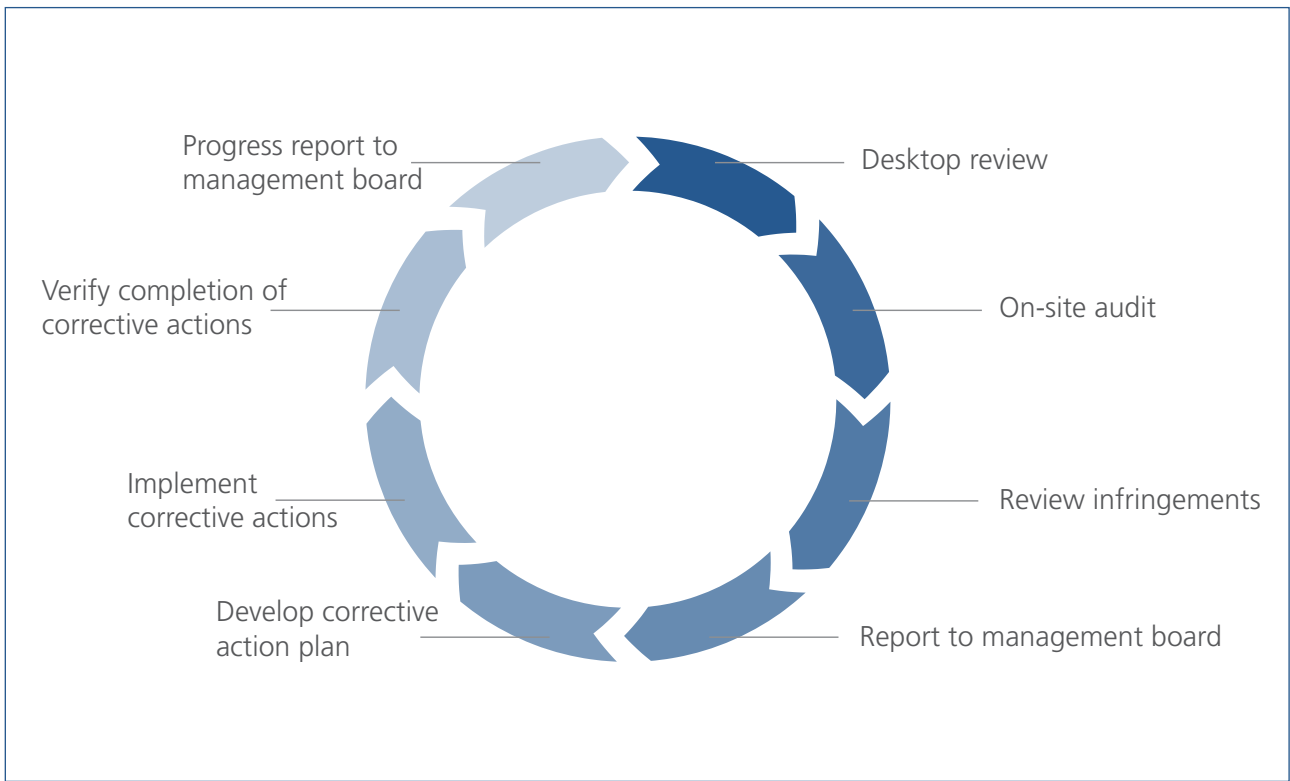 Desktop review
On-site audit
Review infringements
Report to management board
Develop corrective
action plan
Implement
corrective actions
Verify completion of
corrective actions
Progress report to
management board